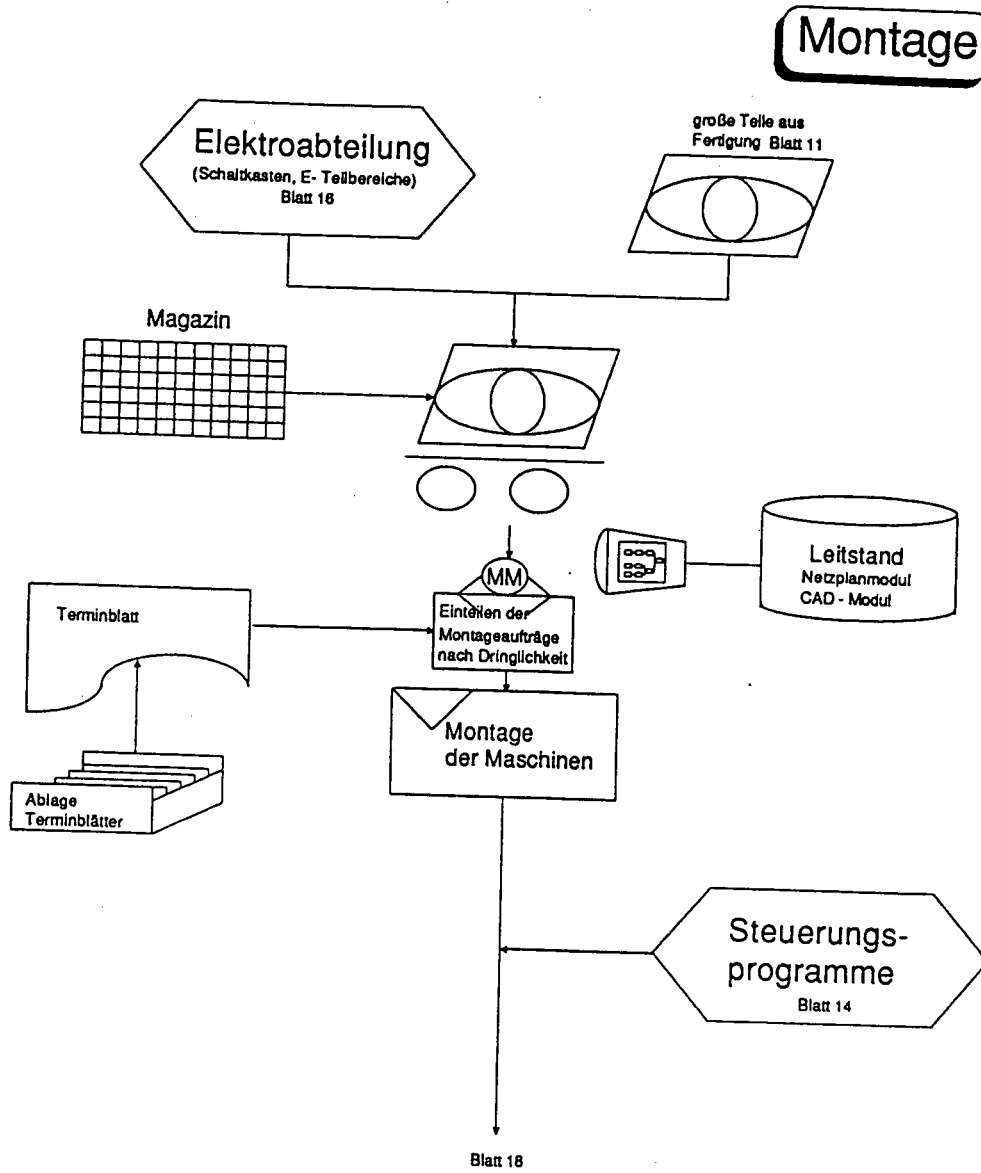 Montage
Elektroabteilung
(Schaltkasten, E- Teilbereiche)
Blatt 16
große Teile aus
Fertigung Blatt 11
Magazin
Leitstand
Netzplanmodul
CAD - Modul
MM
Einteilen der
Montageaufträge
nach Dringlichkeit
Terminblatt
Montage
der Maschinen
Ablage
Terminblätter
Steuerungs-
programme
Blatt 14
Blatt 18